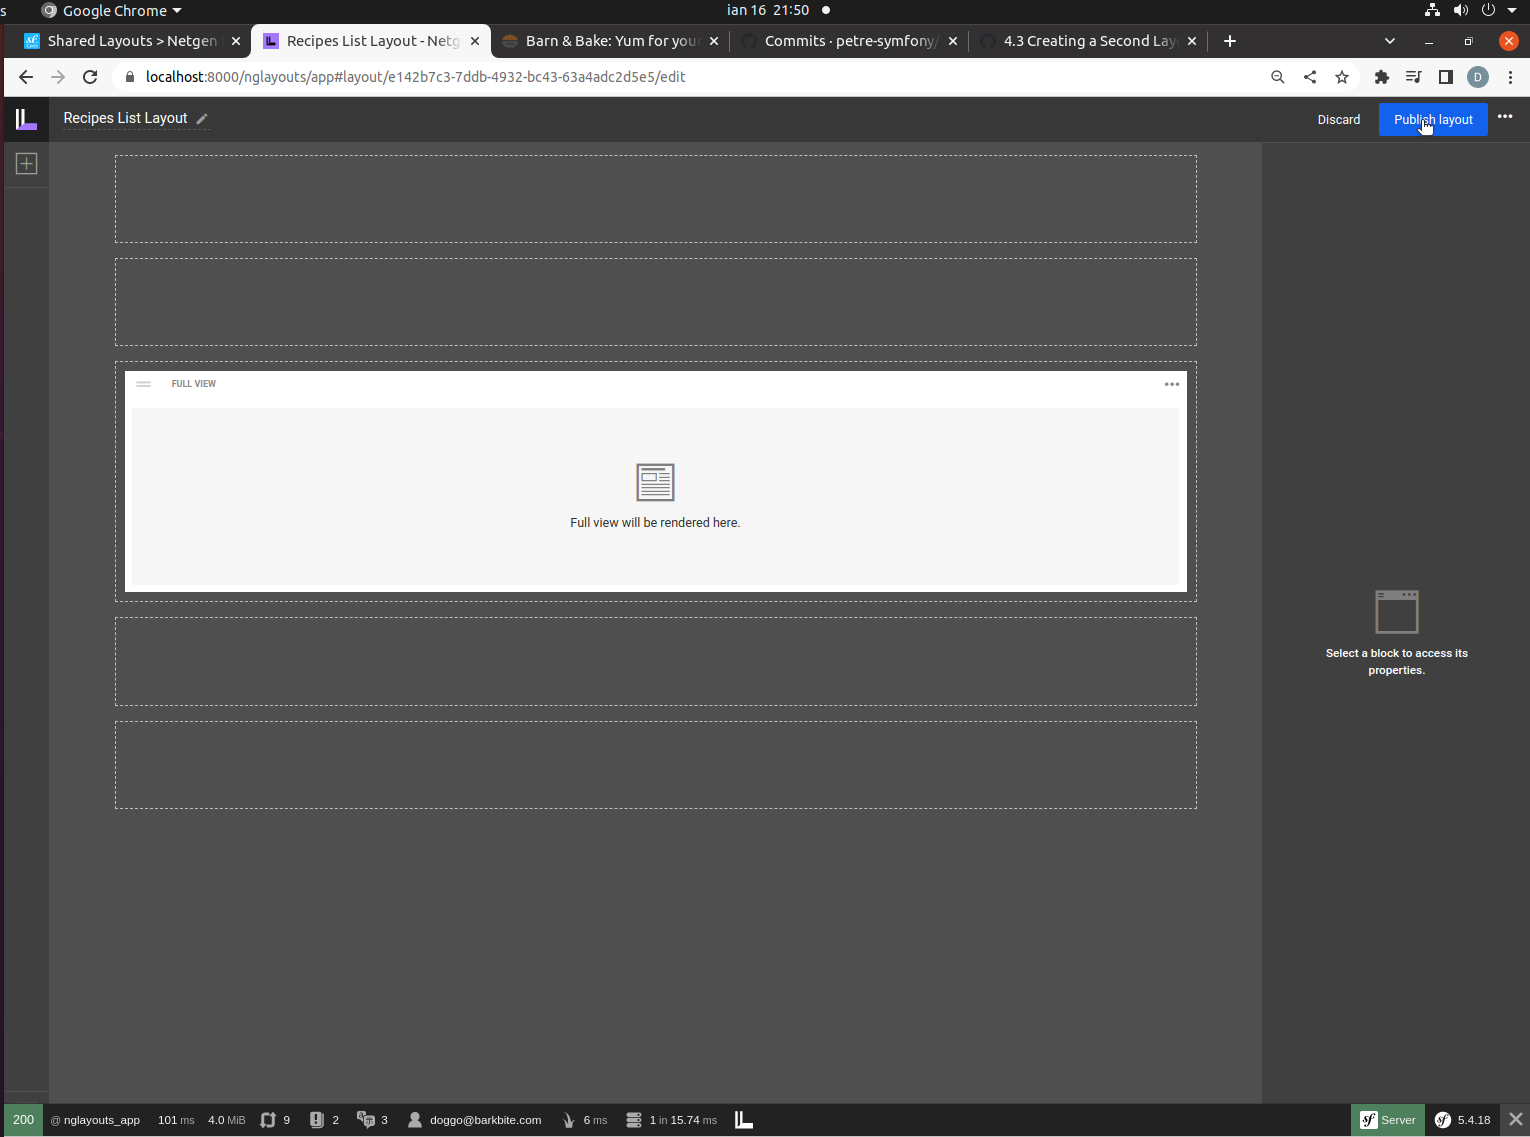 s
Google Chrome
ian 16 21:50
Shared Layouts > Netgen
Recipes List Layout - Netg
Barn & Bake: Yum for you
Commits · petre-symfony/
4.3 Creating a Second Lay
localhost:8000/nglayouts/app#layout/e142b7c3-7ddb-4932-bc43-63a4adc2d5e5/edit
D
Recipes List Layout
Discard
Publish layout
FULL VIEW
Full view will be rendered here.
Select a block to access its
properties.
200 @ nglayouts_app 101 ms 4.0 MiB 9 2 3 doggo@barkbite.com 6 ms 1 in 15.74 ms Server 5.4.18